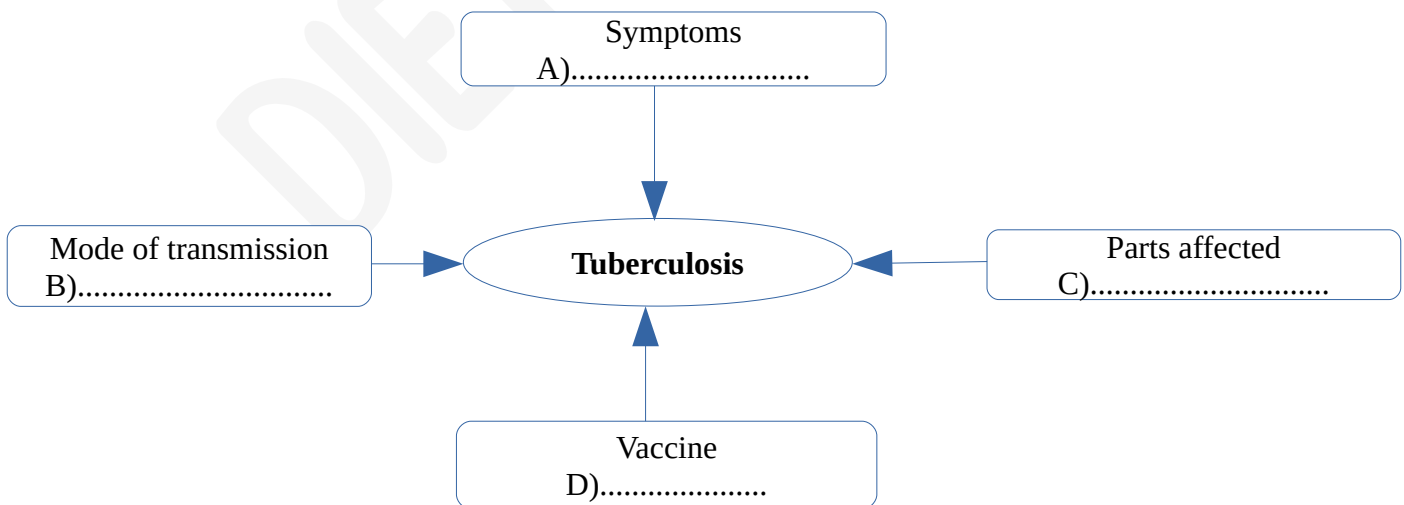 Symptoms
A)..............................
Mode of transmission
B)................................
Tuberculosis
Parts affected
C)..............................
Vaccine
D).....................